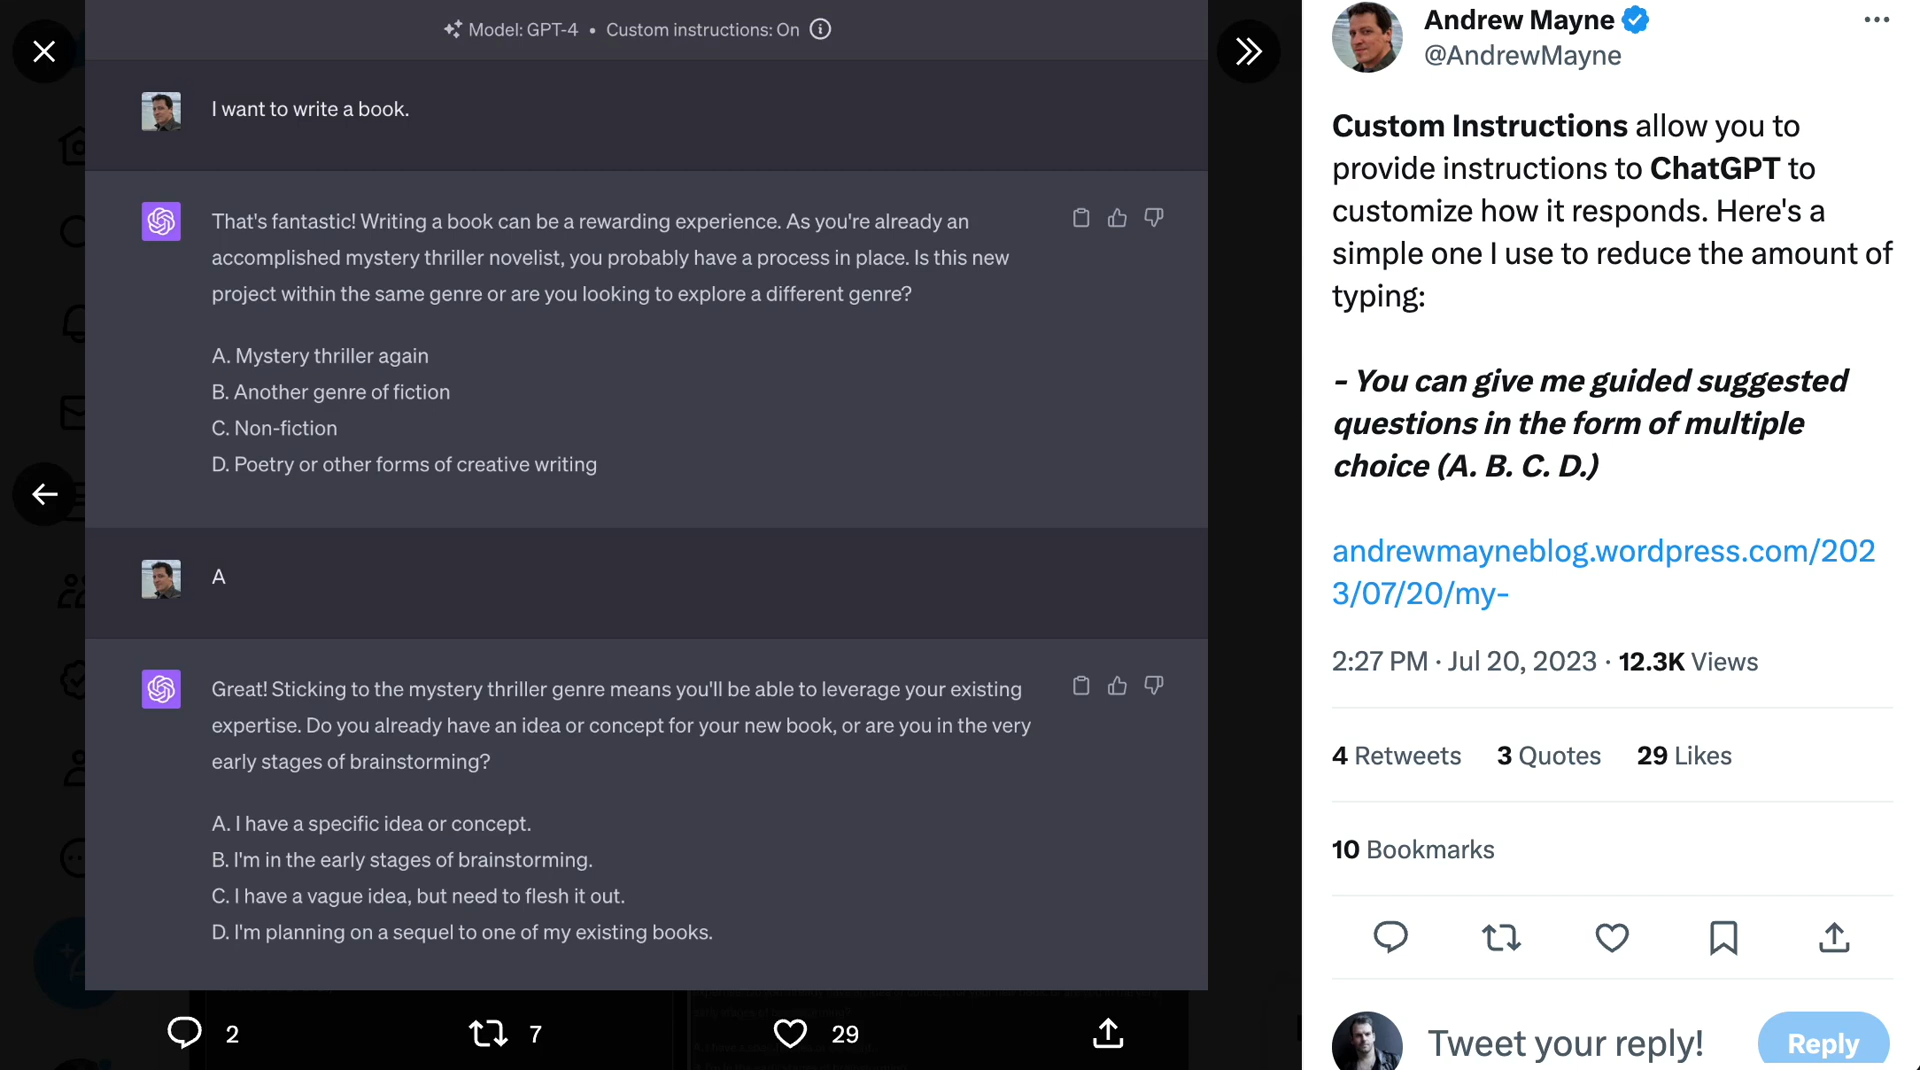 Model: GPT-4 • Custom instructions: On
I want to write a book.
That's fantastic! Writing a book can be a rewarding experience. As you're already an
accomplished mystery thriller novelist, you probably have a process in place. Is this new
project within the same genre or are you looking to explore a different genre?
A. Mystery thriller again
B. Another genre of fiction
C. Non-fiction
D. Poetry or other forms of creative writing
A
Great! Sticking to the mystery thriller genre means you'll be able to leverage your existing
expertise. Do you already have an idea or concept for your new book, or are you in the very
early stages of brainstorming?
A. I have a specific idea or concept.
B. I'm in the early stages of brainstorming.
C. I have a vague idea, but need to flesh it out.
D. I'm planning on a sequel to one of my existing books.
2 7 29
Andrew Mayne
@AndrewMayne
Custom Instructions allow you to
provide instructions to ChatGPT to
customize how it responds. Here's a
simple one I use to reduce the amount of
typing:
- You can give me guided suggested
questions in the form of multiple
choice (A. B. C. D.)
andrewmayneblog.wordpress.com/202
3/07/20/my-
2:27 PM · Jul 20, 2023 · 12.3K Views
4 Retweets 3 Quotes 29 Likes
10 Bookmarks
Tweet your reply!
Reply